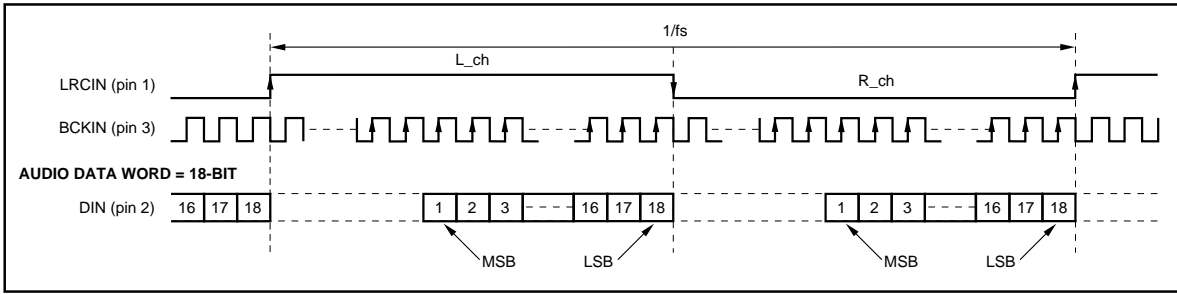 1/fs
L_ch
LRCIN (pin 1)
R_ch
BCKIN (pin 3)
AUDIO DATA WORD = 18-BIT
DIN (pin 2) 16 17 18 1 2 3 16 17 18 1 2 3 16 17 18
MSB LSB MSB LSB